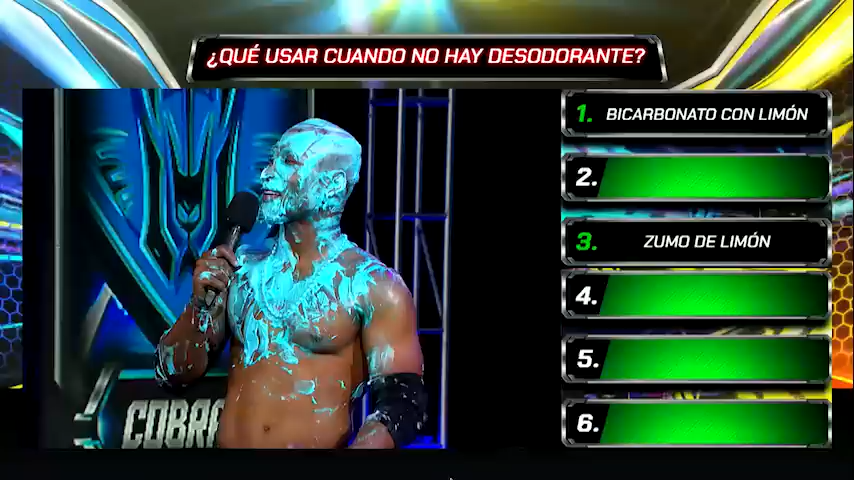 ¿QUÉ USAR CUANDO NO HAY DESODORANTE?
1. BICARBONATO CON LIMÓN
2.
3. ZUMO DE LIMÓN
4.
5.
6.
COBRA